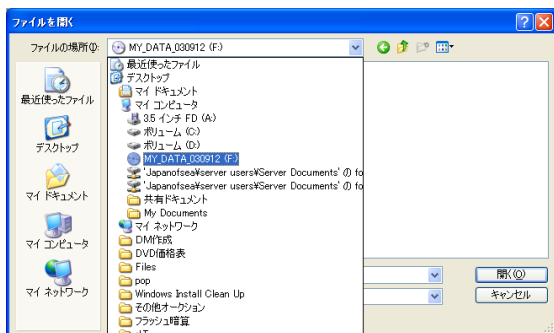 ファイルを開く
ファイルの場所(I):
MY_DATA_030912 (F:)
最近使ったファイル
デスクトップ
マイ ドキュメント
マイ コンピュータ
3.5 インチ FD (A:)
ボリューム (C:)
ボリューム (D:)
MY_DATA_030912 (F:)
'Japanofsea¥server users¥Server Documents' の fo
'Japanofsea¥server users¥Server Documents' の fo
共有ドキュメント
My Documents
マイ ネットワーク
DM作成
DVD価格表
Files
pop
Windows Install Clean Up
その他オークション
フラッシュ暗算
最近使ったファイル
デスクトップ
マイ ドキュメント
マイ コンピュータ
マイ ネットワーク
開く(O)
キャンセル